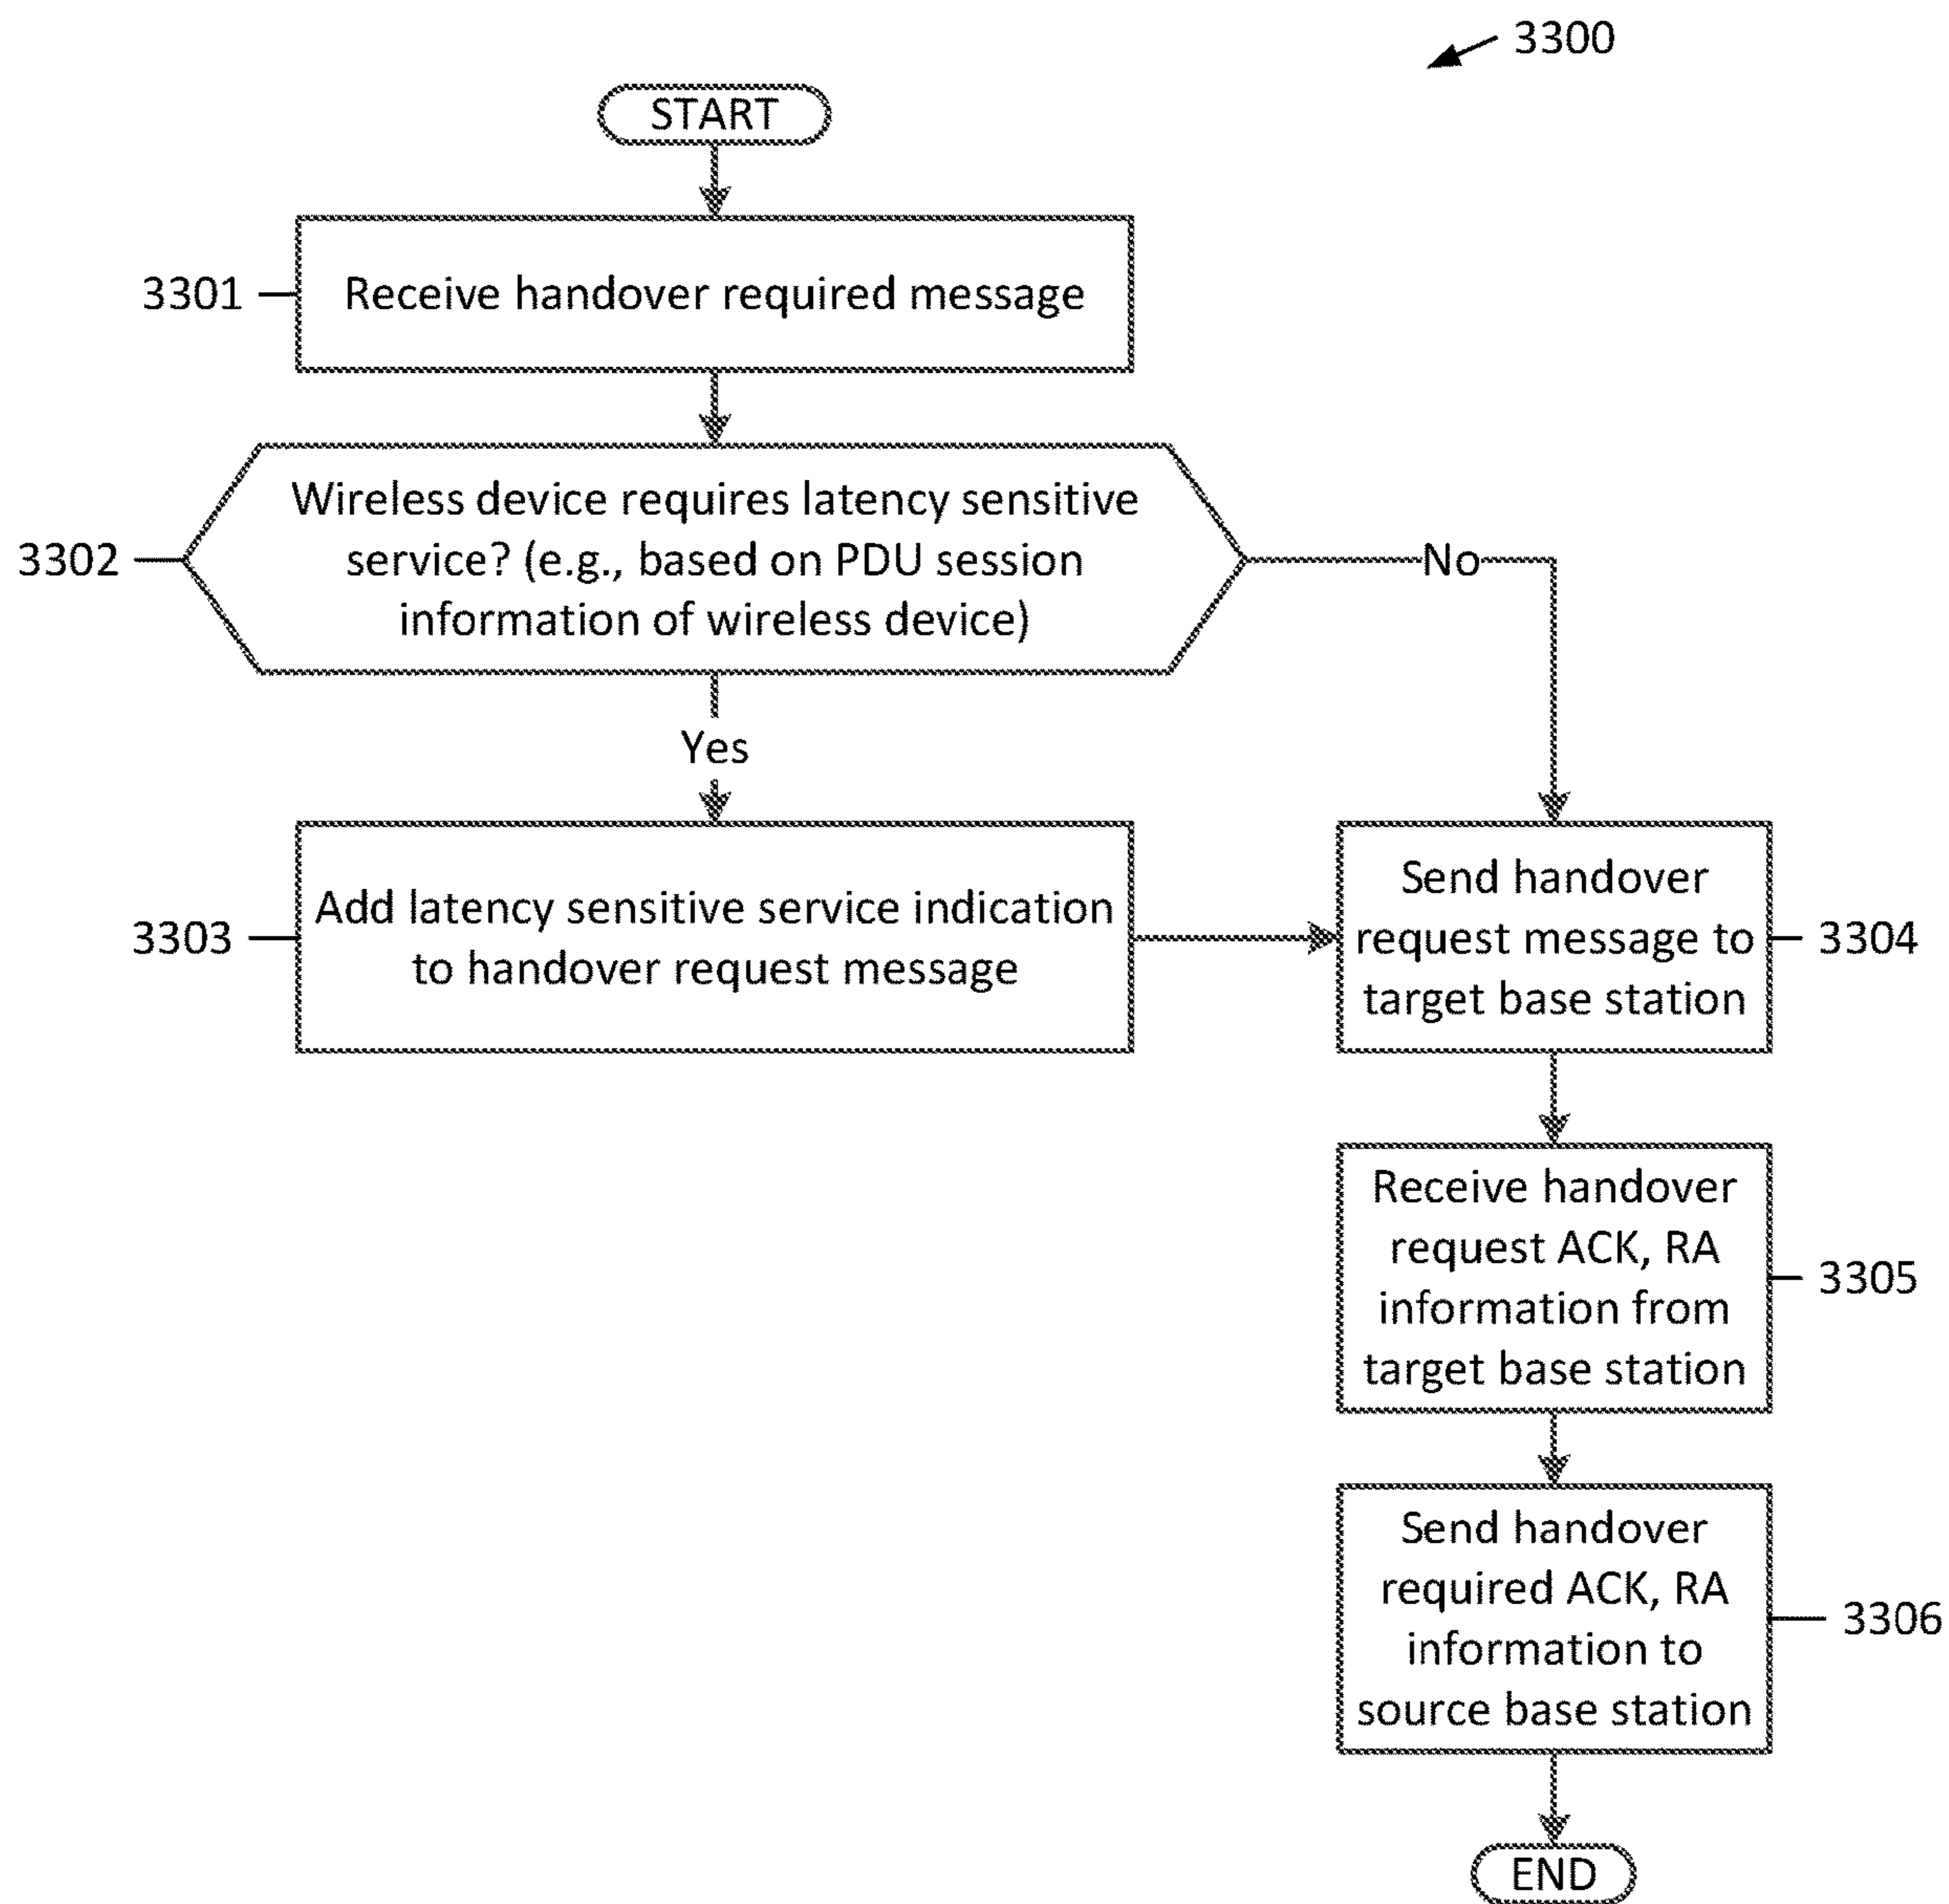 3300
START
3301
Receive handover required message
Wireless device requires latency sensitive
3302
service? (e.g., based on PDU session
information of wireless device)
No
Yes
3303
Add latency sensitive service indication
to handover request message
Send handover
request message to
target base station
3304
Receive handover
request ACK, RA
information from
target base station
3305
Send handover
required ACK, RA
information to
source base station
3306
END